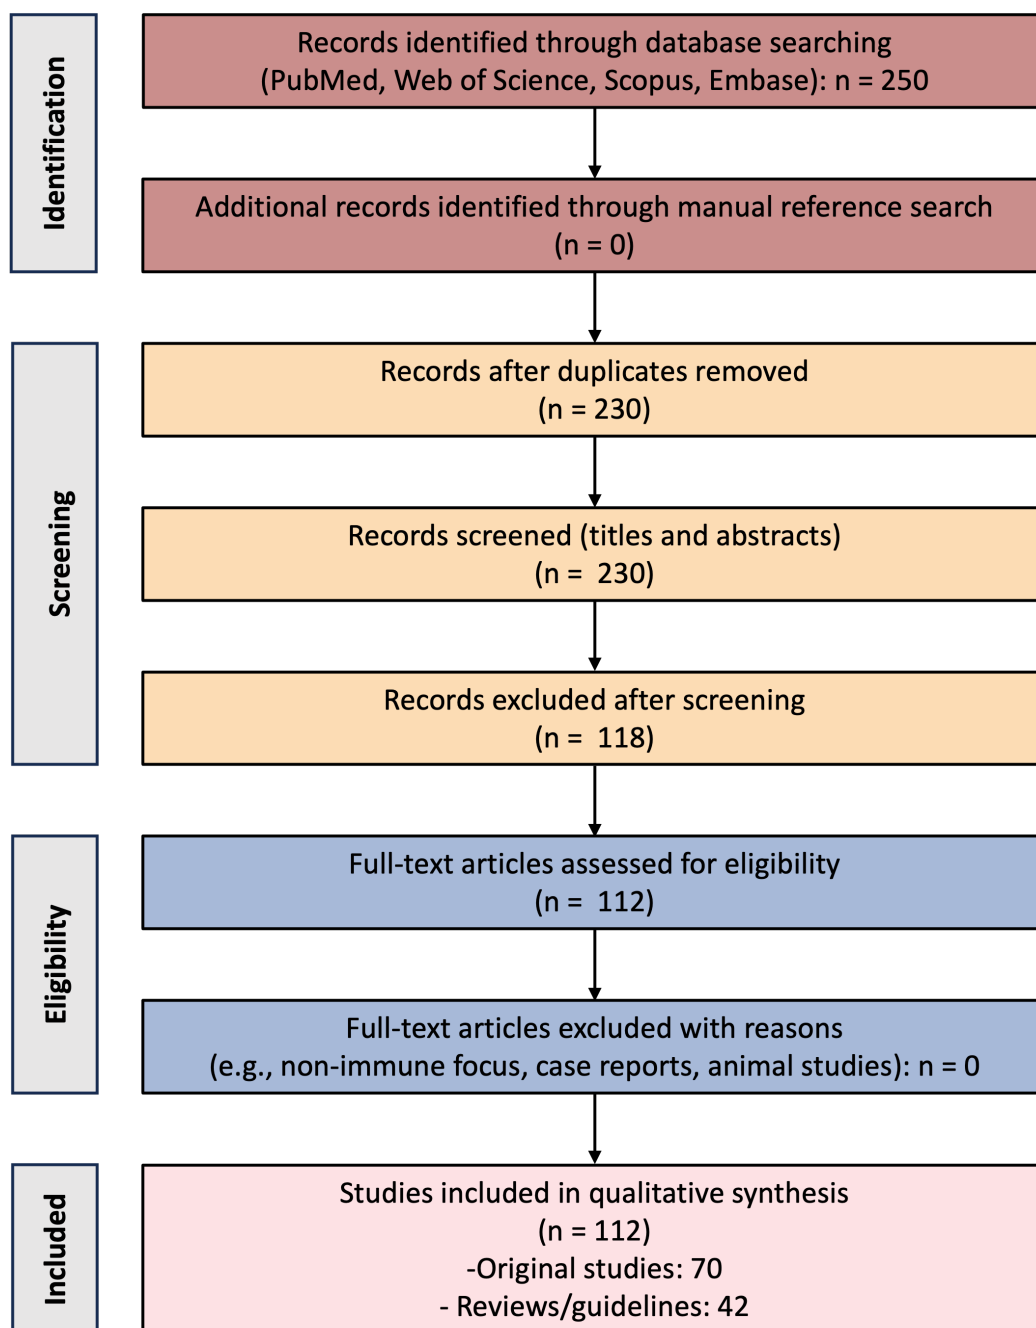 Identification
Records identified through database searching
(PubMed, Web of Science, Scopus, Embase): n = 250
Additional records identified through manual reference search
(n = 0)
Screening
Records after duplicates removed
(n = 230)
Records screened (titles and abstracts)
(n =  230)
Records excluded after screening
(n =  118)
Eligibility
Full-text articles assessed for eligibility
(n =  112)
Full-text articles excluded with reasons
(e.g., non-immune focus, case reports, animal studies): n = 0
Included
Studies included in qualitative synthesis
(n = 112)
-Original studies: 70
- Reviews/guidelines: 42